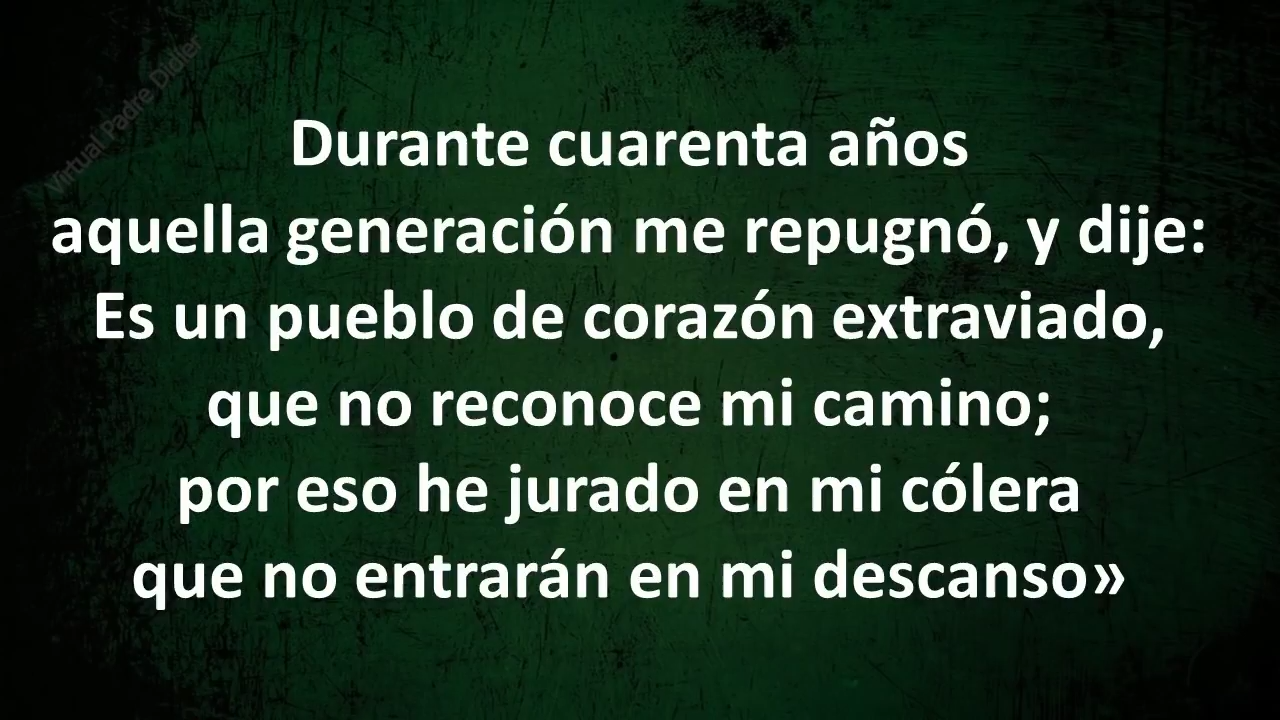 Virtual Padre Didier
Durante cuarenta años
aquella generación me repugnó, y dije:
Es un pueblo de corazón extraviado,
que no reconoce mi camino;
por eso he jurado en mi cólera
que no entrarán en mi descanso»